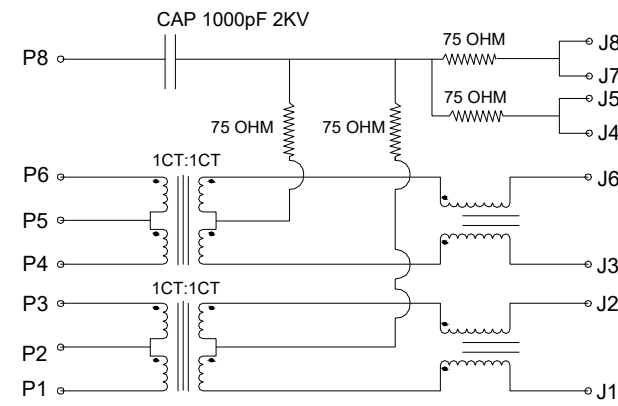 CAP 1000pF 2KV
P8
75 OHM
J8
J7
75 OHM
J5
J4
75 OHM
75 OHM
1CT:1CT
P6
J6
P5
P4
J3
1CT:1CT
P3
J2
P2
P1
J1